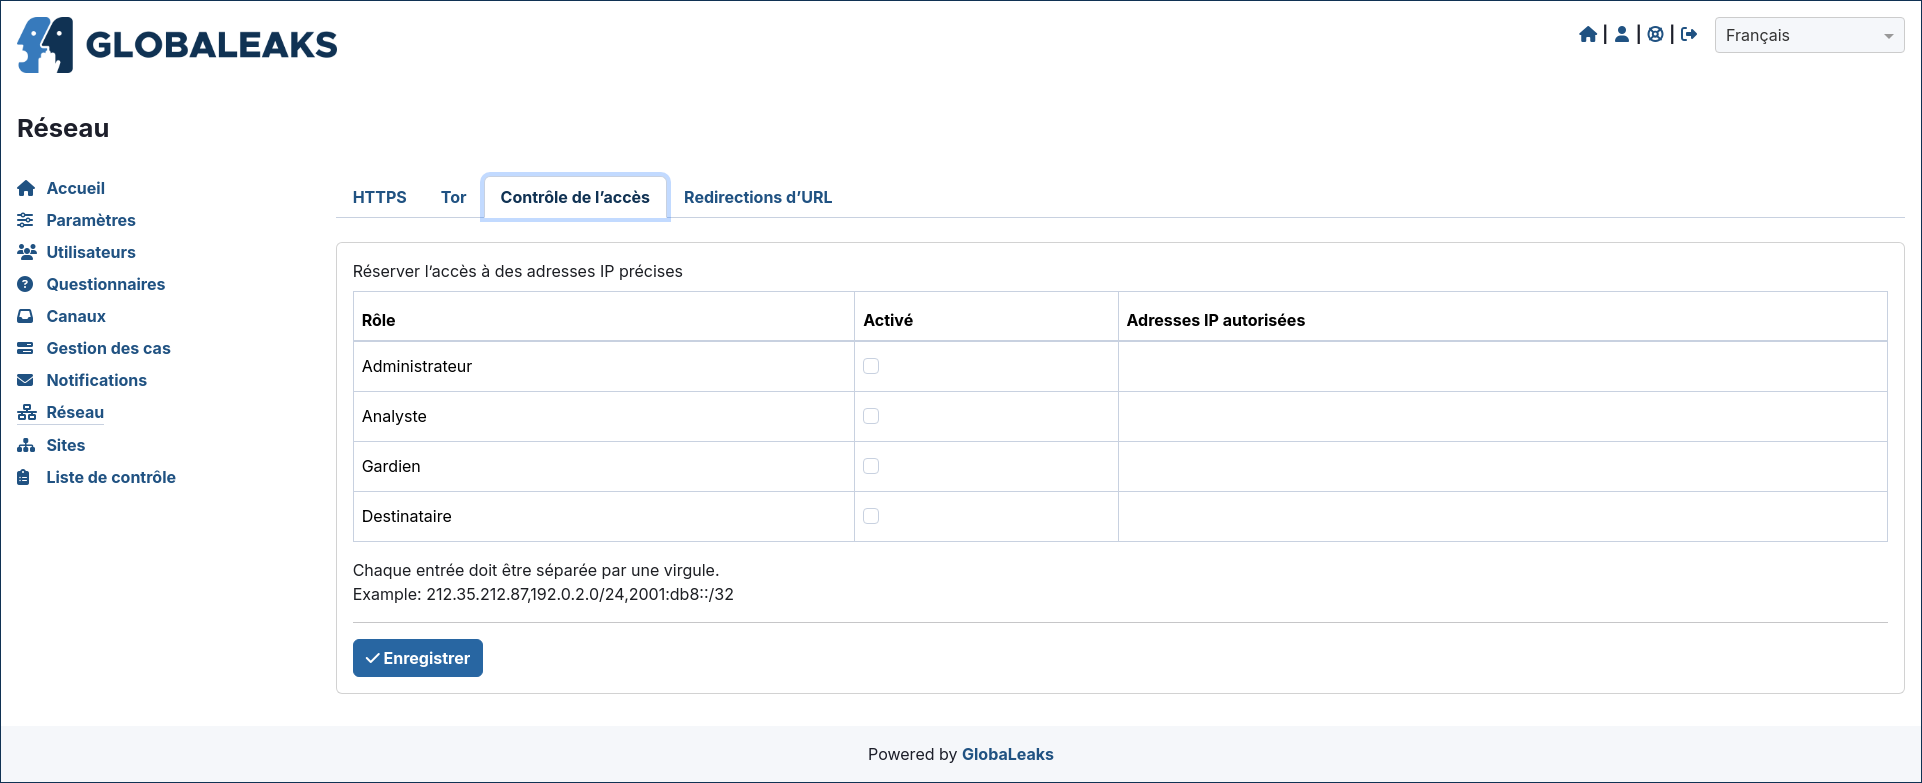 GLOBALEAKS
Français
Réseau
Accueil
Paramètres
Utilisateurs
Questionnaires
Canaux
Gestion des cas
Notifications
Réseau
Sites
Liste de contrôle
HTTPS Tor Contrôle de l’accès Redirections d’URL
Réserver l’accès à des adresses IP précises
Rôle Activé Adresses IP autorisées
Administrateur
Analyste
Gardien
Destinataire
Chaque entrée doit être séparée par une virgule.
Example: 212.35.212.87,192.0.2.0/24,2001:db8::/32
Enregistrer
Powered by GlobaLeaks